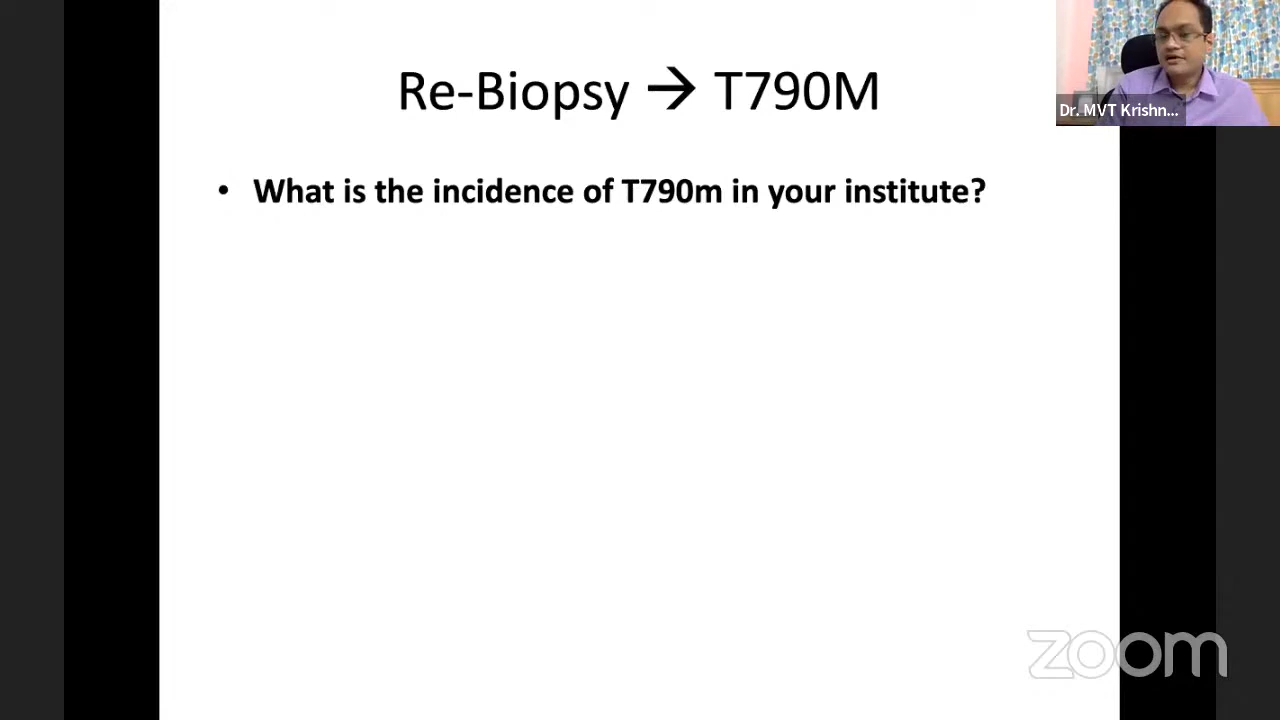 Re-Biopsy → T790M
Dr. MVT Krishn...
• What is the incidence of T790m in your institute?
zoom